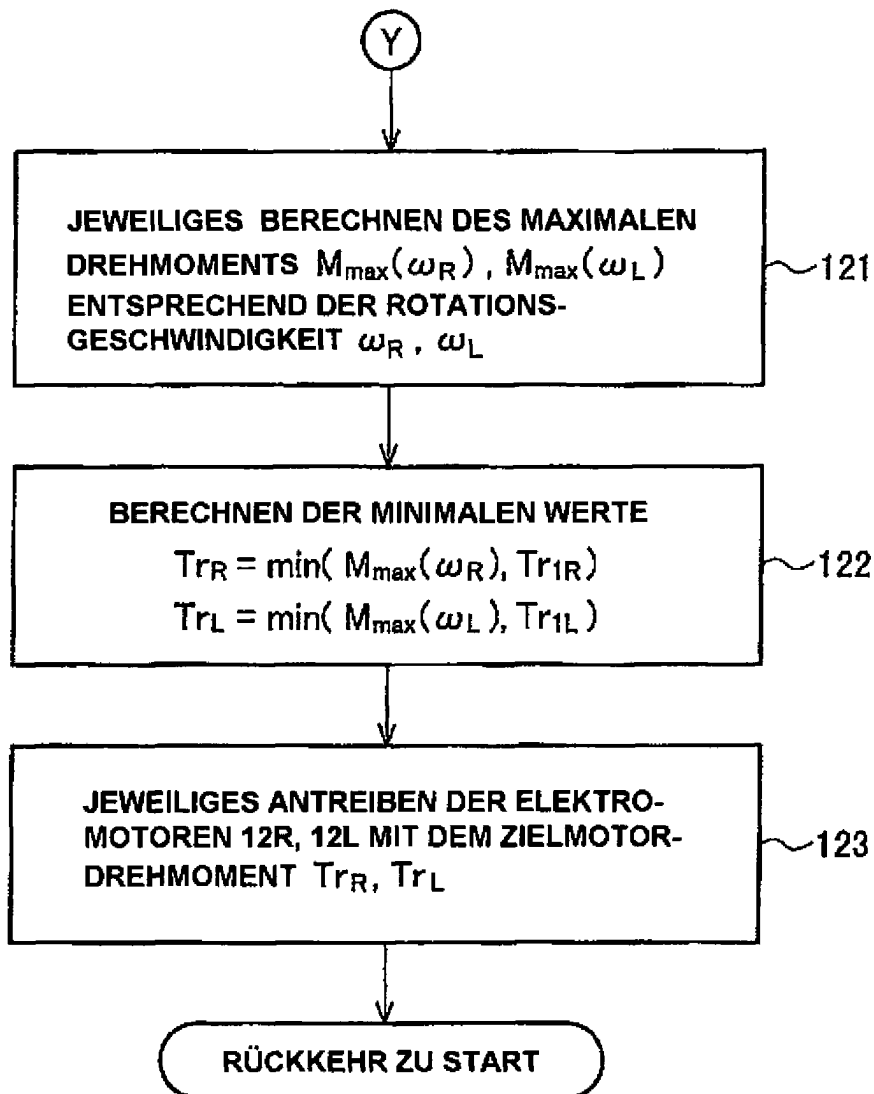 Y
JEWEILIGES BERECHNEN DES MAXIMALEN
DREHMOMENTS Mmax(ωR), Mmax(ωL)
ENTSPRECHEND DER ROTATIONS-
GESCHWINDIGKEIT ωR, ωL
121
BERECHNEN DER MINIMALEN WERTE
TrR = min( Mmax(ωR), Tr1R)
TrL = min( Mmax(ωL), Tr1L)
122
JEWEILIGES ANTREIBEN DER ELEKTRO-
MOTOREN 12R, 12L MIT DEM ZIELMOTOR-
DREHMOMENT TrR, TrL
123
RÜCKKEHR ZU START